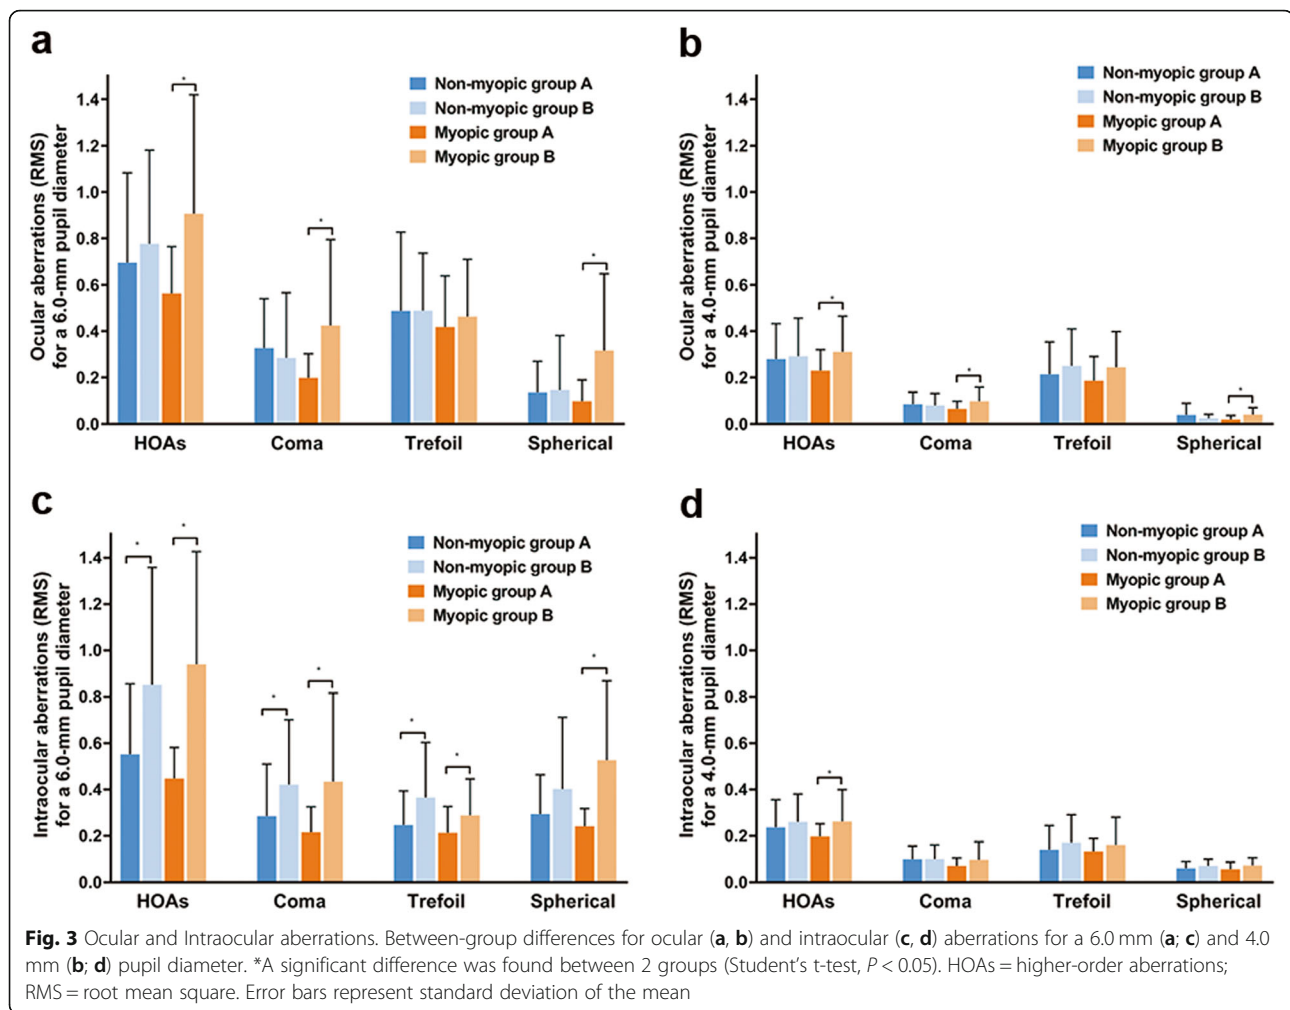 a
Ocular aberrations (RMS)
for a 6.0-mm pupil diameter
1.4
1.2
1.0
0.8
0.6
0.4
0.2
0.0
*
*
*
Non-myopic group A
Non-myopic group B
Myopic group A
Myopic group B
HOAs Coma Trefoil Spherical
b
Ocular aberrations (RMS)
for a 4.0-mm pupil diameter
1.4
1.2
1.0
0.8
0.6
0.4
0.2
0.0
*
*
*
Non-myopic group A
Non-myopic group B
Myopic group A
Myopic group B
HOAs Coma Trefoil Spherical
c
Intraocular aberrations (RMS)
for a 6.0-mm pupil diameter
1.4
1.2
1.0
0.8
0.6
0.4
0.2
0.0
*
*
*
*
*
*
*
Non-myopic group A
Non-myopic group B
Myopic group A
Myopic group B
HOAs Coma Trefoil Spherical
d
Intraocular aberrations (RMS)
for a 4.0-mm pupil diameter
1.4
1.2
1.0
0.8
0.6
0.4
0.2
0.0
*
Non-myopic group A
Non-myopic group B
Myopic group A
Myopic group B
HOAs Coma Trefoil Spherical
Fig. 3 Ocular and Intraocular aberrations. Between-group differences for ocular (a, b) and intraocular (c, d) aberrations for a 6.0 mm (a; c) and 4.0
mm (b; d) pupil diameter. *A significant difference was found between 2 groups (Student's t-test, P < 0.05). HOAs = higher-order aberrations;
RMS = root mean square. Error bars represent standard deviation of the mean